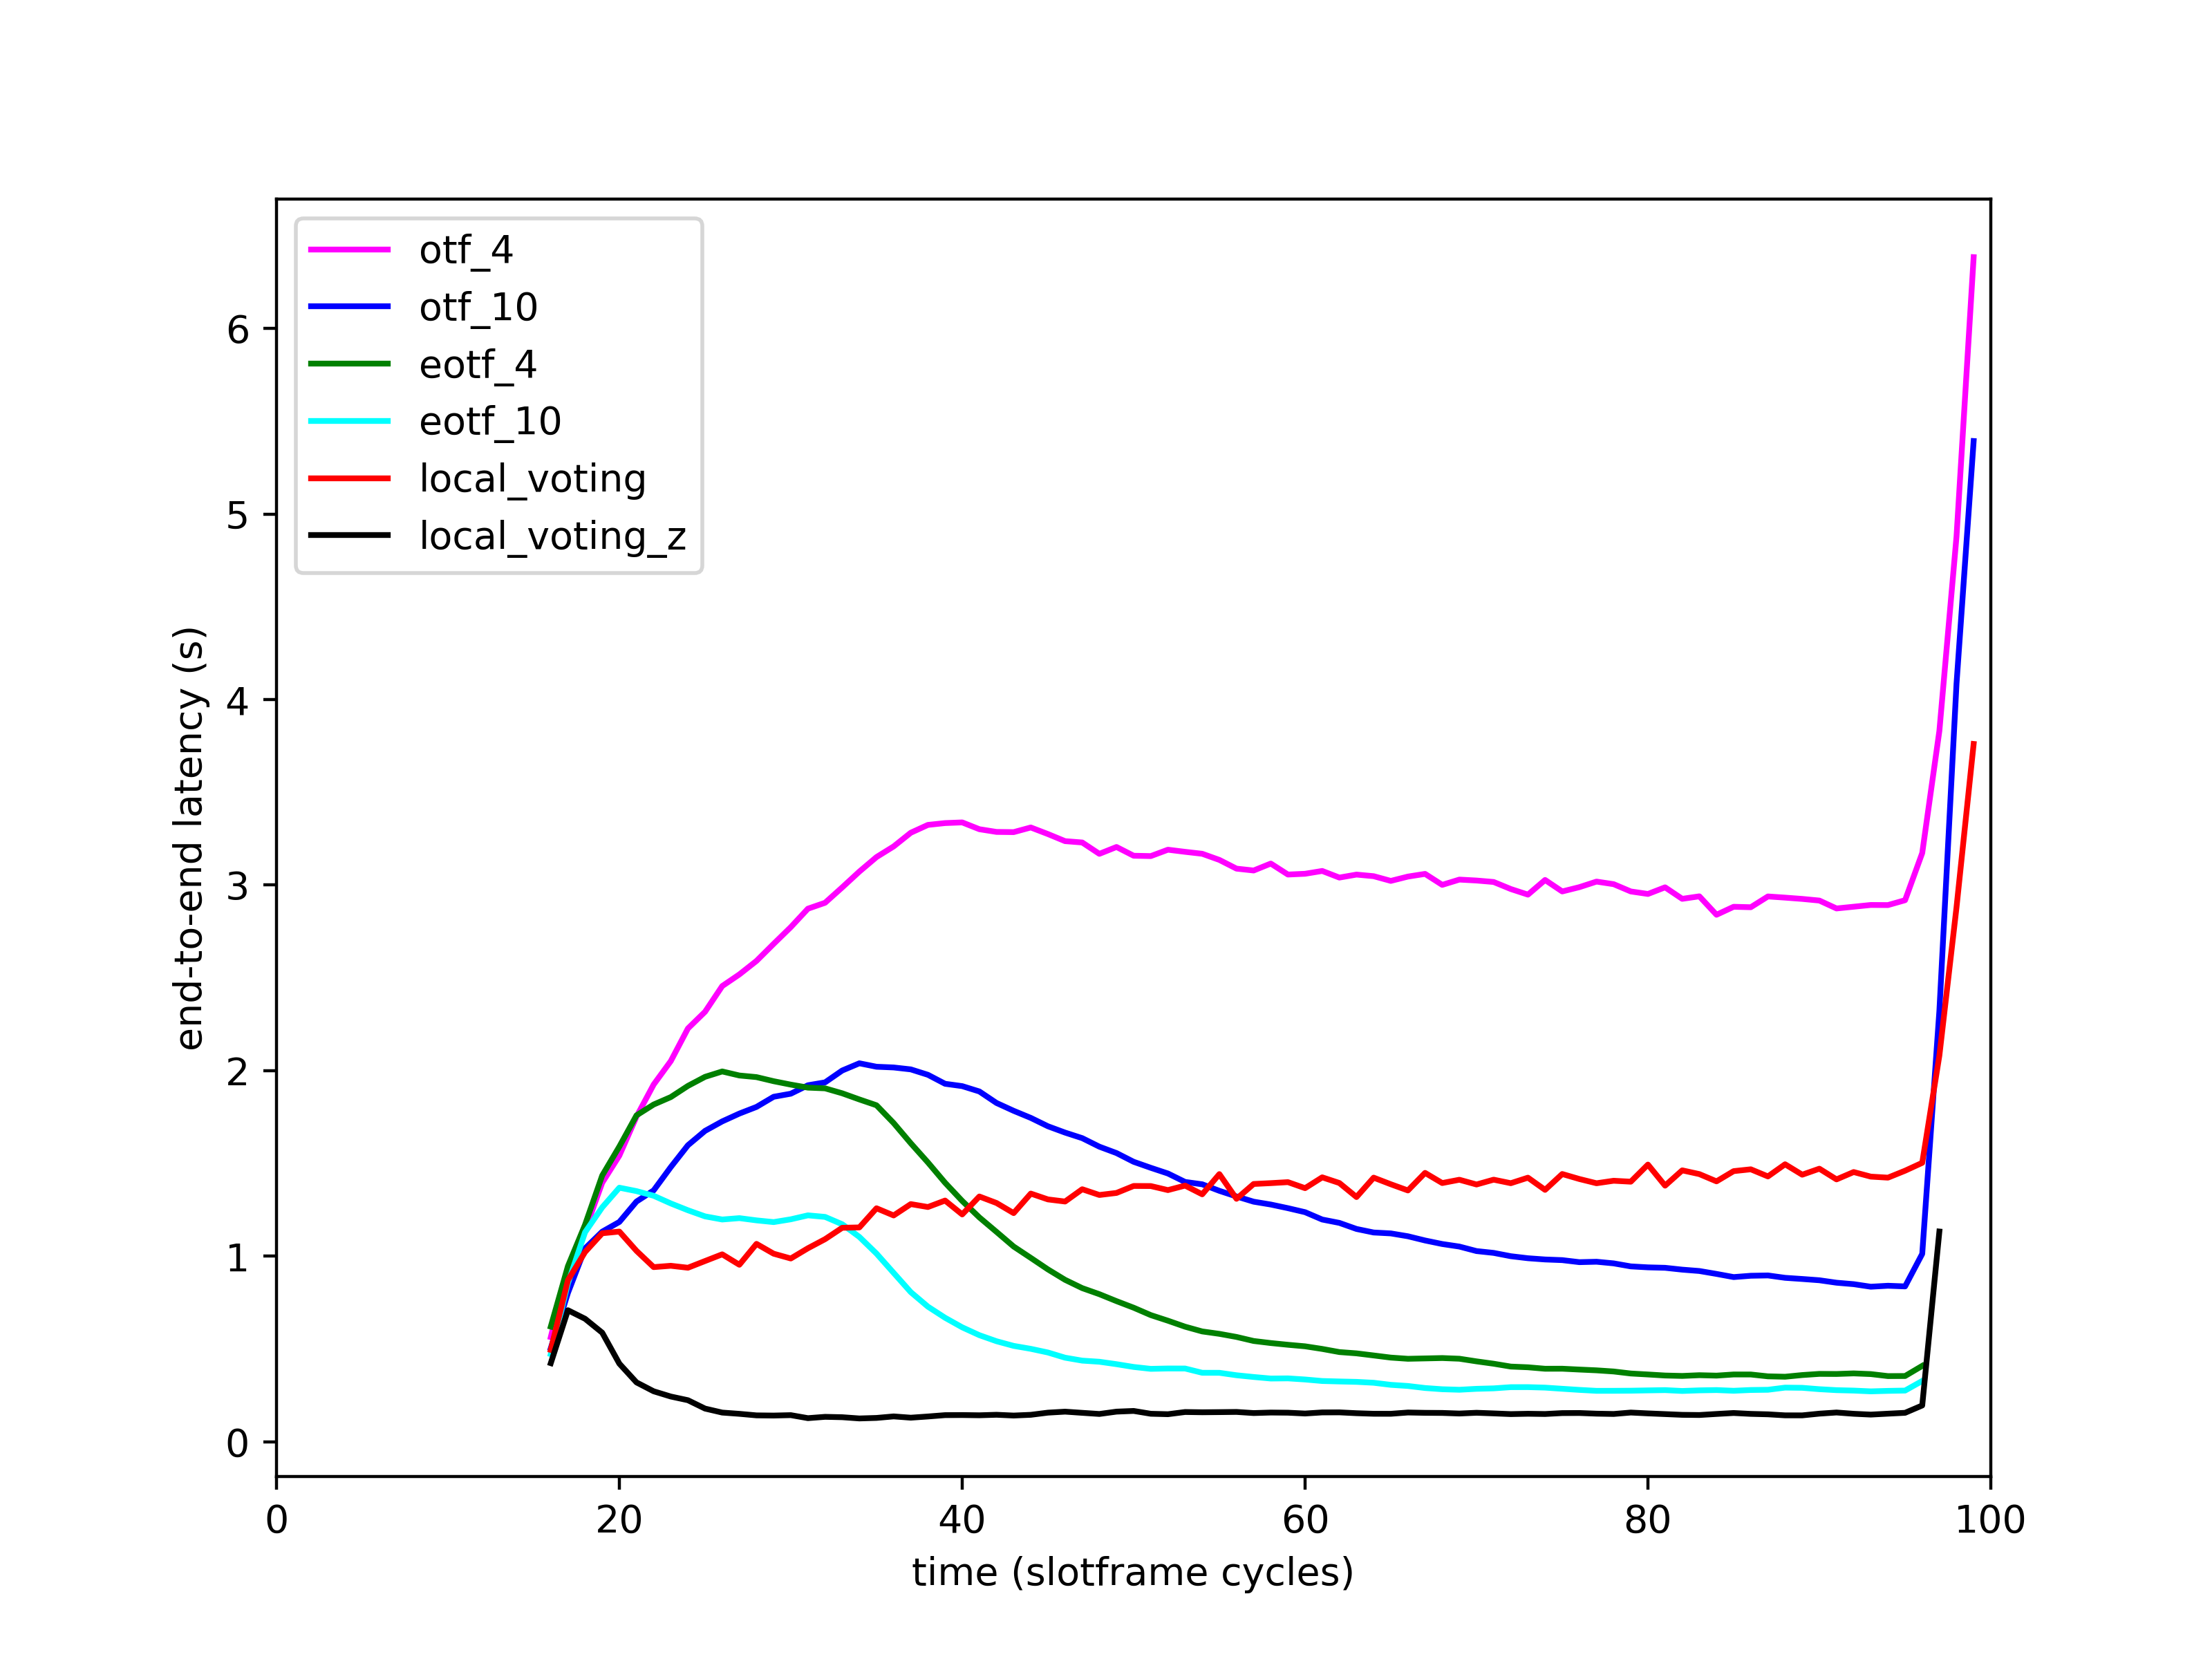 otf_4
otf_10
eotf_4
eotf_10
local_voting
local_voting_z
end-to-end latency (s)
6
5
4
3
2
1
0
0 20 40 60 80 100
time (slotframe cycles)